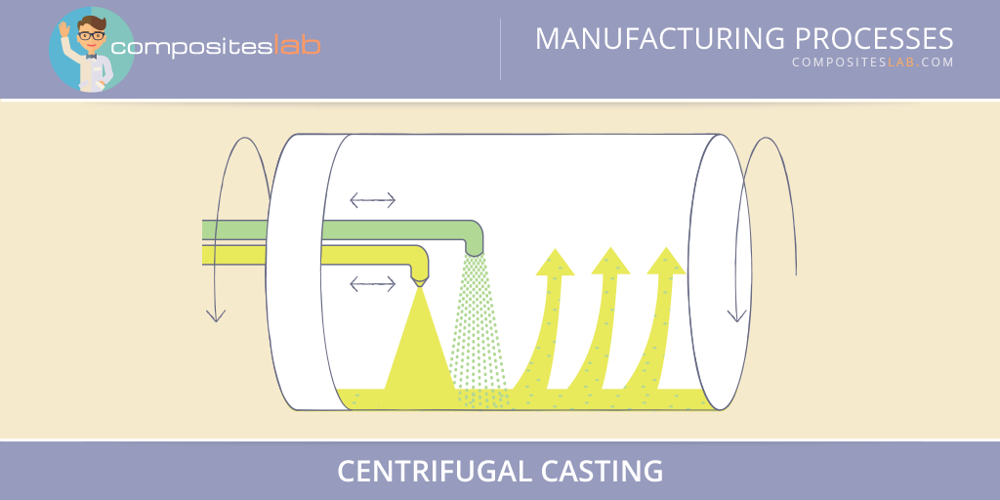 compositeslab
MANUFACTURING PROCESSES
COMPOSITESLAB.COM
CENTRIFUGAL CASTING